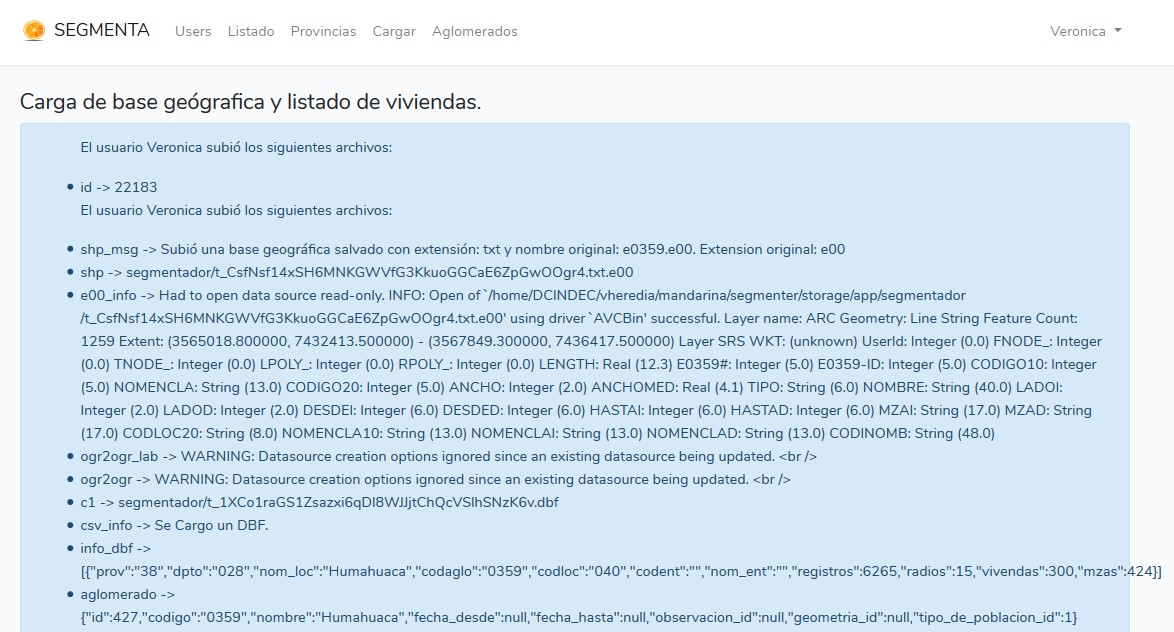 SEGMENTA Users Listado Provincias Cargar Aglomerados Veronica
Carga de base geógrafica y listado de viviendas.
El usuario Veronica subió los siguientes archivos:
id -> 22183
El usuario Veronica subió los siguientes archivos:
shp_msg -> Subió una base geográfica salvado con extensión: txt y nombre original: e0359.e00. Extension original: e00
shp -> segmentador/t_CsfNsf14xSH6MNKGWVfG3KkuoGGCaE6ZpGwOOgr4.txt.e00
e00_info -> Had to open data source read-only. INFO: Open of `/home/DCINDEC/vheredia/mandarina/segmenter/storage/app/segmentador
/t_CsfNsf14xSH6MNKGWVfG3KkuoGGCaE6ZpGwOOgr4.txt.e00' using driver `AVCBin' successful. Layer name: ARC Geometry: Line String Feature Count:
1259 Extent: (3565018.800000, 7432413.500000) - (3567849.300000, 7436417.500000) Layer SRS WKT: (unknown) UserId: Integer (0.0) FNODE_: Integer
(0.0) TNODE_: Integer (0.0) LPOLY_: Integer (0.0) RPOLY_: Integer (0.0) LENGTH: Real (12.3) E0359#: Integer (5.0) E0359-ID: Integer (5.0) CODIGO10: Integer
(5.0) NOMENCLA: String (13.0) CODIGO20: Integer (5.0) ANCHO: Integer (2.0) ANCHOMED: Real (4.1) TIPO: String (6.0) NOMBRE: String (40.0) LADOI:
Integer (2.0) LADOD: Integer (2.0) DESDEI: Integer (6.0) DESDED: Integer (6.0) HASTAI: Integer (6.0) HASTAD: Integer (6.0) MZAI: String (17.0) MZAD: String
(17.0) CODLOC20: String (8.0) NOMENCLA10: String (13.0) NOMENCLAI: String (13.0) NOMENCLAD: String (13.0) CODINOMB: String (48.0)
ogr2ogr_lab -> WARNING: Datasource creation options ignored since an existing datasource being updated. <br />
ogr2ogr -> WARNING: Datasource creation options ignored since an existing datasource being updated. <br />
c1 -> segmentador/t_1XCo1raGS1Zsazxi6qDl8WJJjtChQcVSlhSNzK6v.dbf
csv_info -> Se Cargo un DBF.
info_dbf ->
[{"prov":"38","dpto":"028","nom_loc":"Humahuaca","codaglo":"0359","codloc":"040","codent":"","nom_ent":"","registros":6265,"radios":15,"viviendas":300,"mzas":424}]
aglomerado ->
{"id":427,"codigo":"0359","nombre":"Humahuaca","fecha_desde":null,"fecha_hasta":null,"observacion_id":null,"geometria_id":null,"tipo_de_poblacion_id":1}